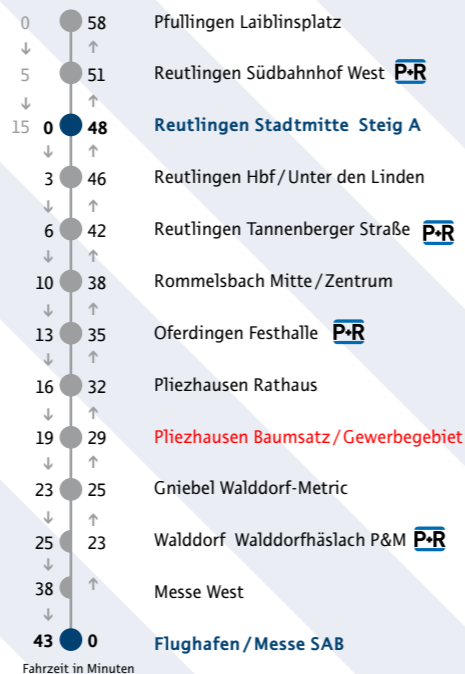 0 58 Pfullingen Laiblinsplatz
↓ ↑
5 51 Reutlingen Südbahnhof West P+R
↓ ↑
15 0 48 Reutlingen Stadtmitte Steig A
↓ ↑
3 46 Reutlingen Hbf/Unter den Linden
↓ ↑
6 42 Reutlingen Tannenberger Straße P+R
↓ ↑
10 38 Rommelsbach Mitte/Zentrum
↓ ↑
13 35 Oferdingen Festhalle P+R
↓ ↑
16 32 Pliezhausen Rathaus
↓ ↑
19 29 Pliezhausen Baumsatz/Gewerbegebiet
↓ ↑
23 25 Gniebel Walddorf-Metric
↓ ↑
25 23 Walddorf Walddorfhäslach P&M P+R
↓
38 ↑ Messe West
↓
43 0 Flughafen/Messe SAB
Fahrzeit in Minuten